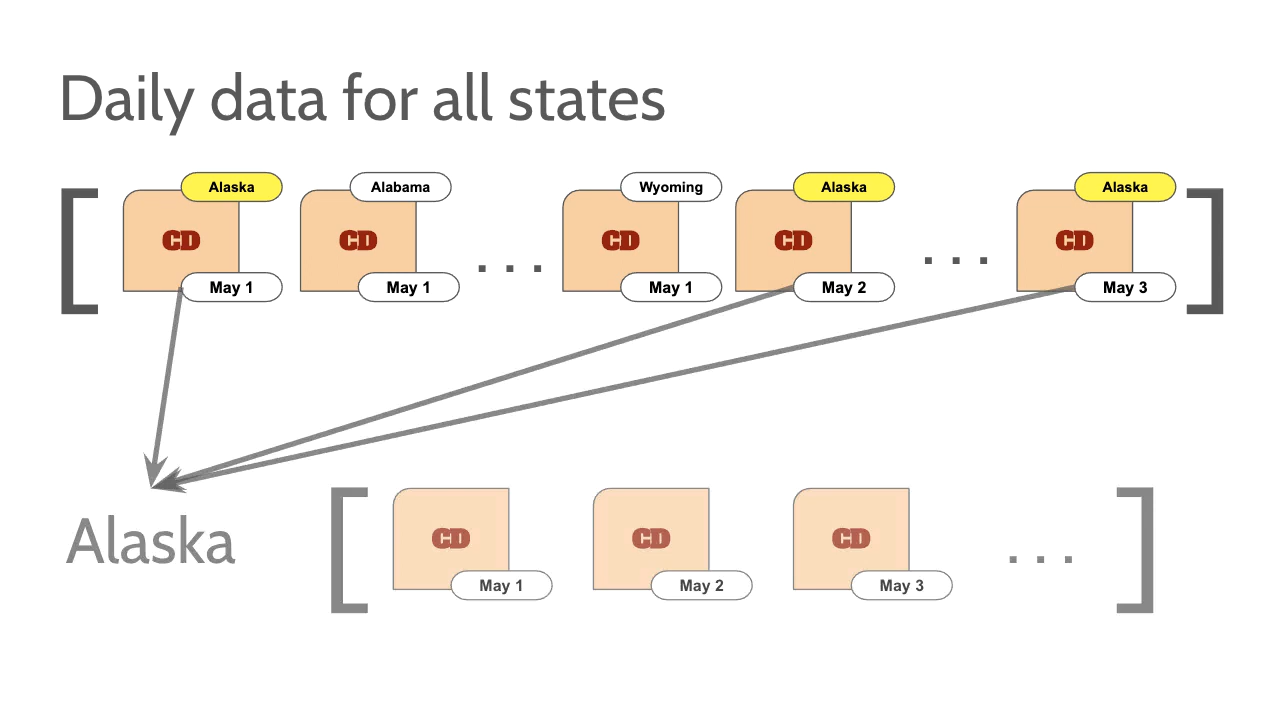 Daily data for all states
[ Alaska Alabama Wyoming Alaska Alaska
CD CD ... CD CD ... CD
May 1 May 1 May 1 May 2 May 3 ]
Alaska [ CD CD CD ... ]
May 1 May 2 May 3